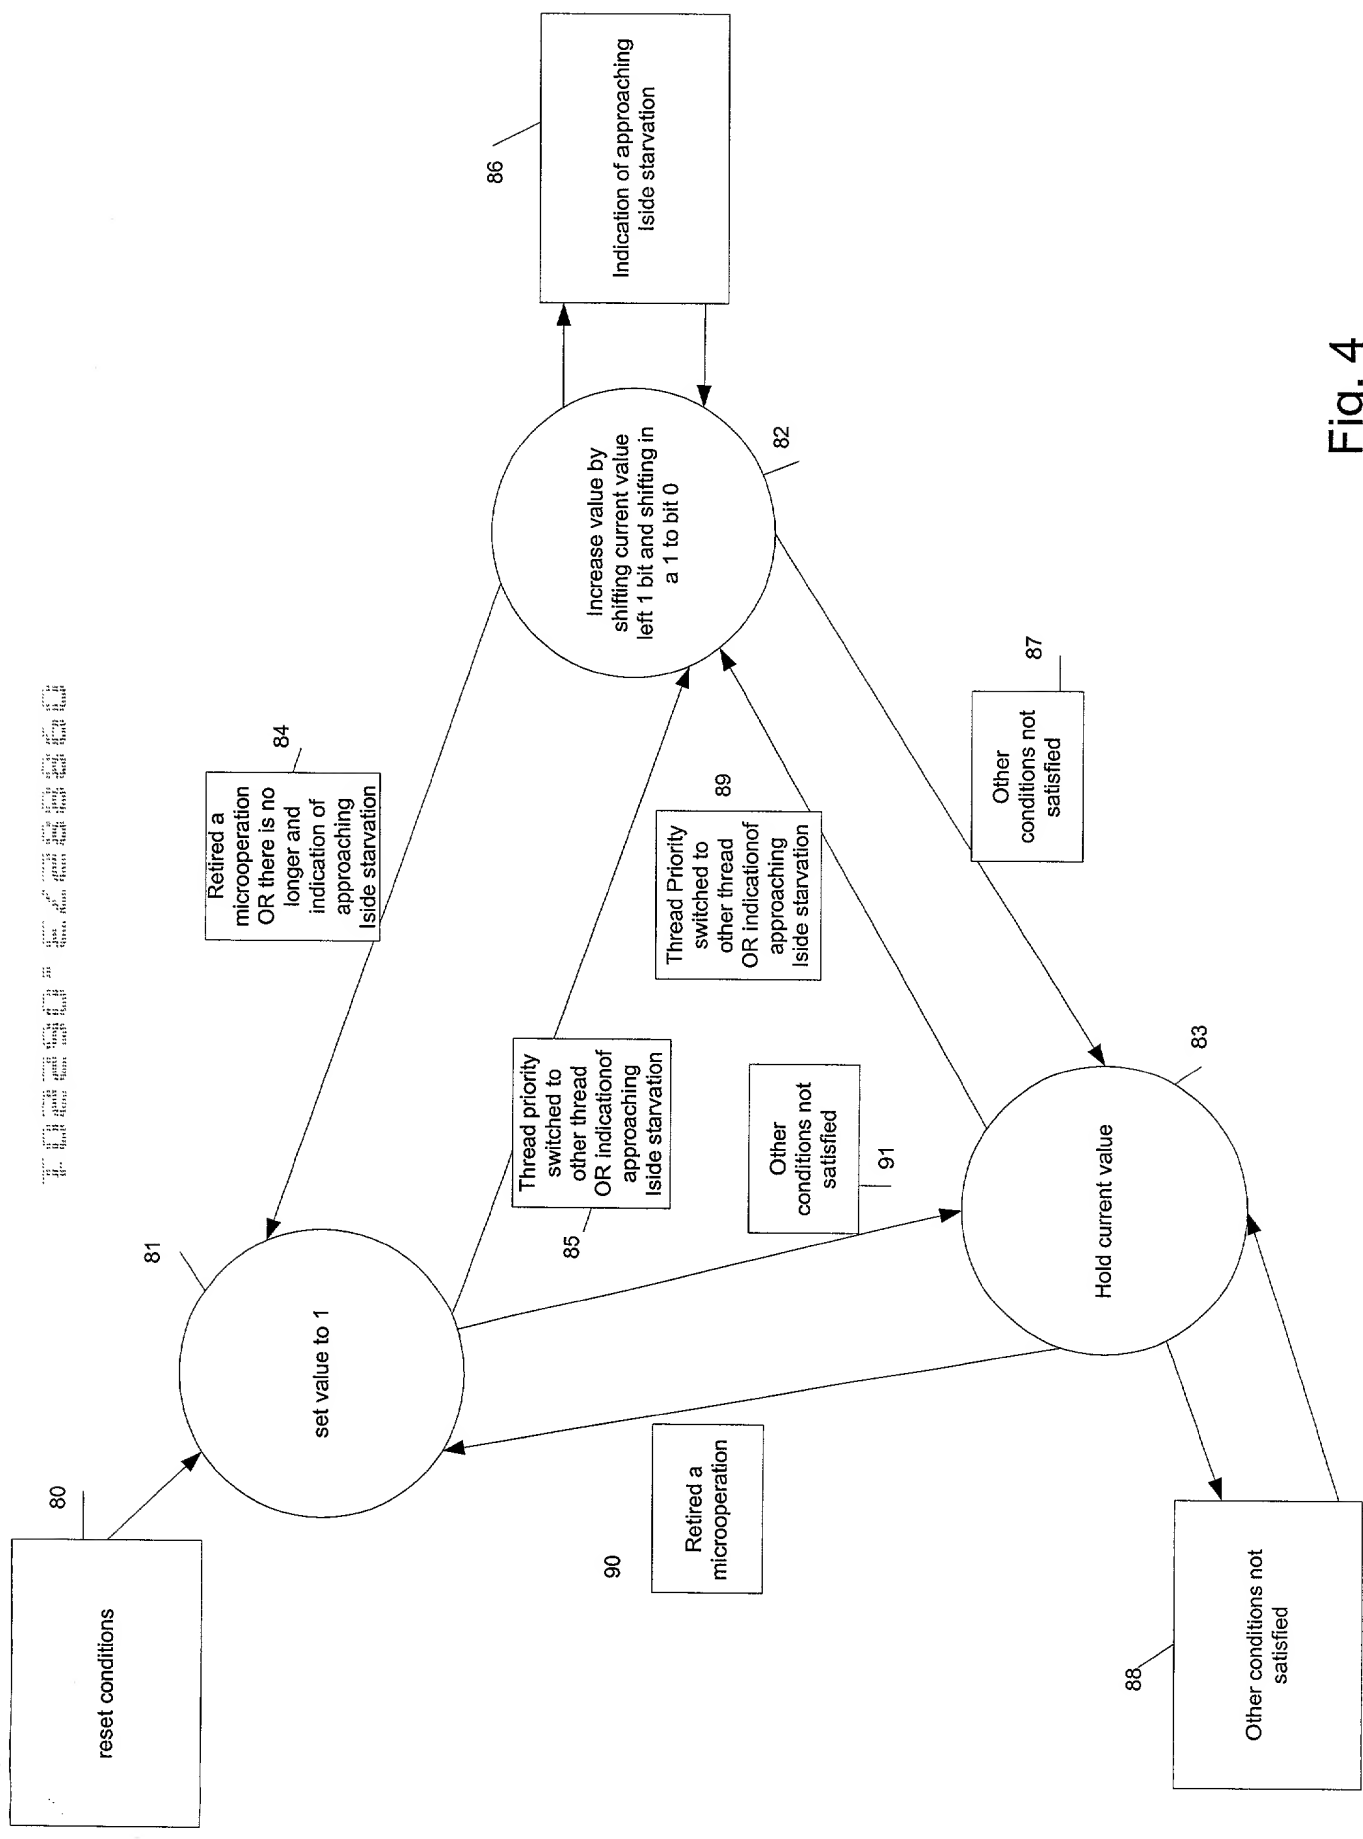 80
reset conditions
81
set value to 1
84
Retired a
microoperation
OR there is no
longer and
indication of
approaching
Iside starvation
85
Thread priority
switched to
other thread
OR indicationof
approaching
Iside starvation
86
Indication of approaching
Iside starvation
Increase value by
shifting current value
left 1 bit and shifting in
a 1 to bit 0
82
89
Thread Priority
switched to
other thread
OR indicationof
approaching
Iside starvation
87
Other
conditions not
satisfied
91
Other
conditions not
satisfied
90
Retired a
microoperation
83
Hold current value
88
Other conditions not
satisfied
Fig. 4